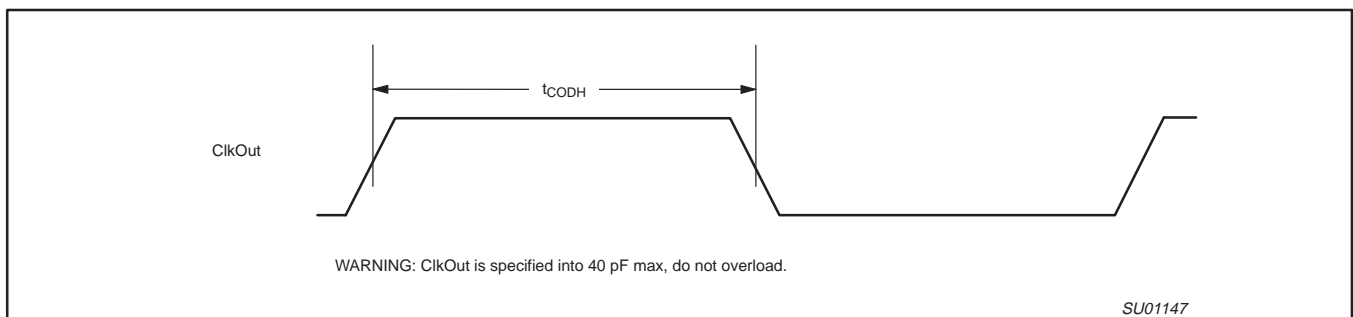 tCODH
ClkOut
WARNING: ClkOut is specified into 40 pF max, do not overload.
SU01147